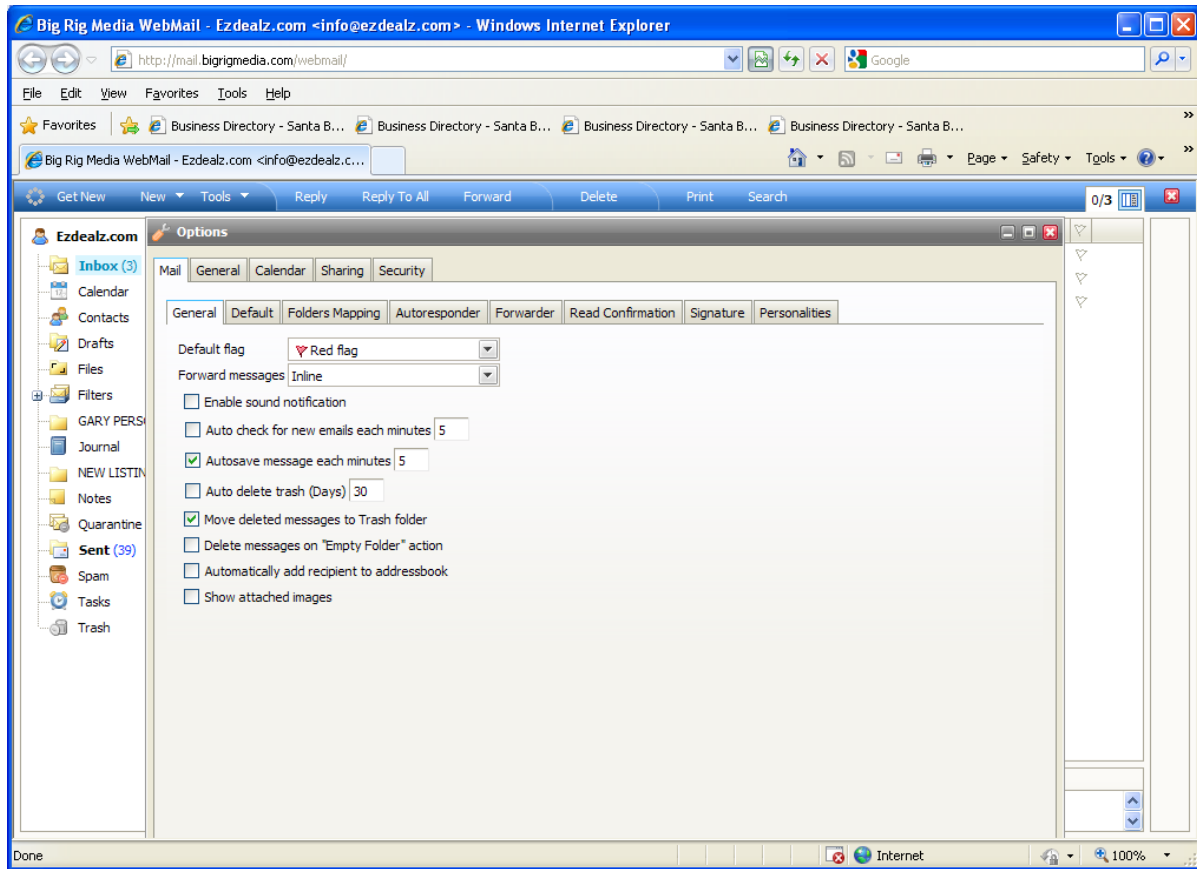 Big Rig Media WebMail - Ezdealz.com <info@ezdealz.com> - Windows Internet Explorer
http://mail.bigrigmedia.com/webmail/
Google
File Edit View Favorites Tools Help
Favorites Business Directory - Santa B... Business Directory - Santa B... Business Directory - Santa B... Business Directory - Santa B...
Big Rig Media WebMail - Ezdealz.com <info@ezdealz.c... Page Safety Tools
Get New New Tools Reply Reply To All Forward Delete Print Search 0/3
Ezdealz.com
Inbox (3)
Calendar
Contacts
Drafts
Files
Filters
GARY PERS
Journal
NEW LISTIN
Notes
Quarantine
Sent (39)
Spam
Tasks
Trash
Options
Mail General Calendar Sharing Security
General Default Folders Mapping Autoresponder Forwarder Read Confirmation Signature Personalities
Default flag Red flag
Forward messages Inline
Enable sound notification
Auto check for new emails each minutes 5
Autosave message each minutes 5
Auto delete trash (Days) 30
Move deleted messages to Trash folder
Delete messages on "Empty Folder" action
Automatically add recipient to addressbook
Show attached images
Done Internet 100%